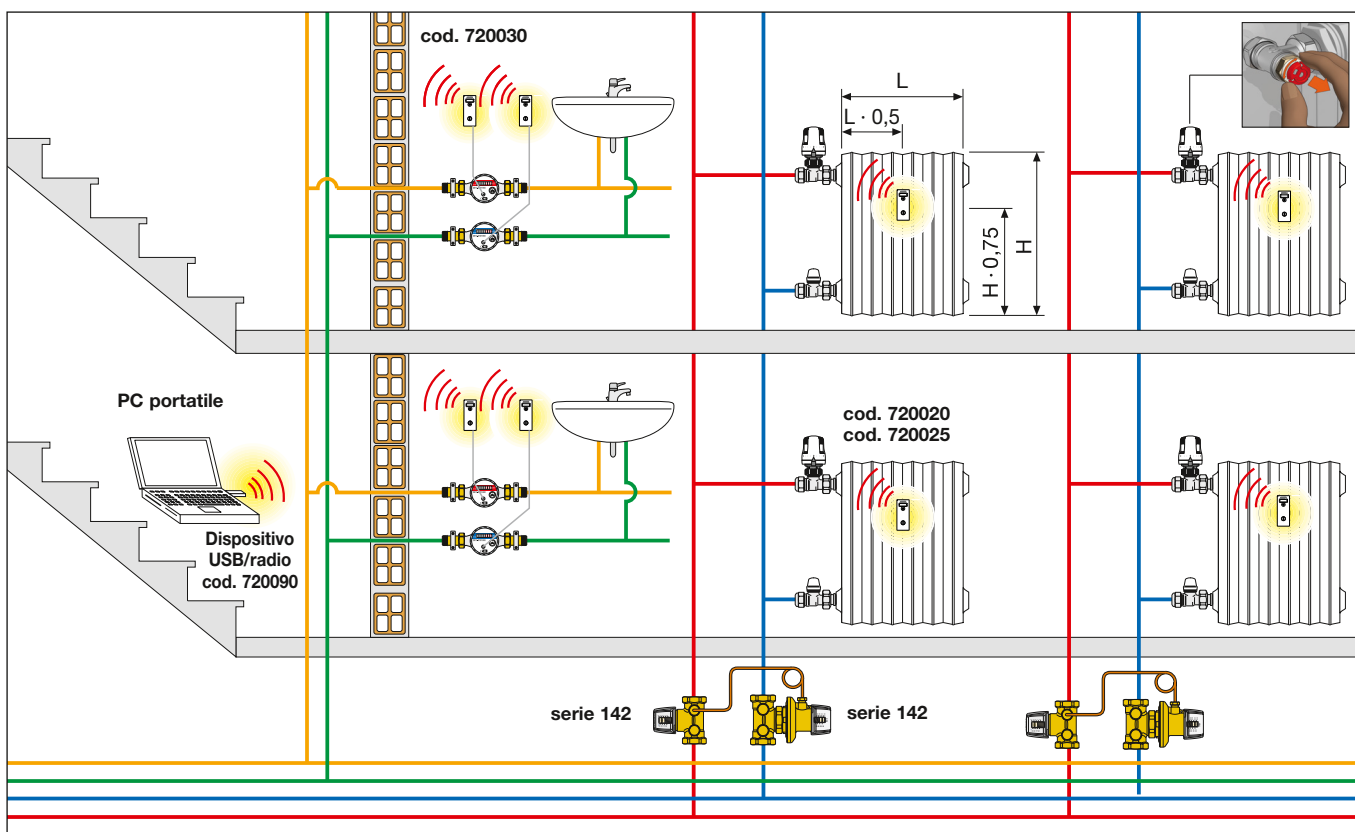 cod. 720030
L
L · 0,5
H · 0,75
H
PC portatile
Dispositivo
USB/radio
cod. 720090
cod. 720020
cod. 720025
serie 142
serie 142